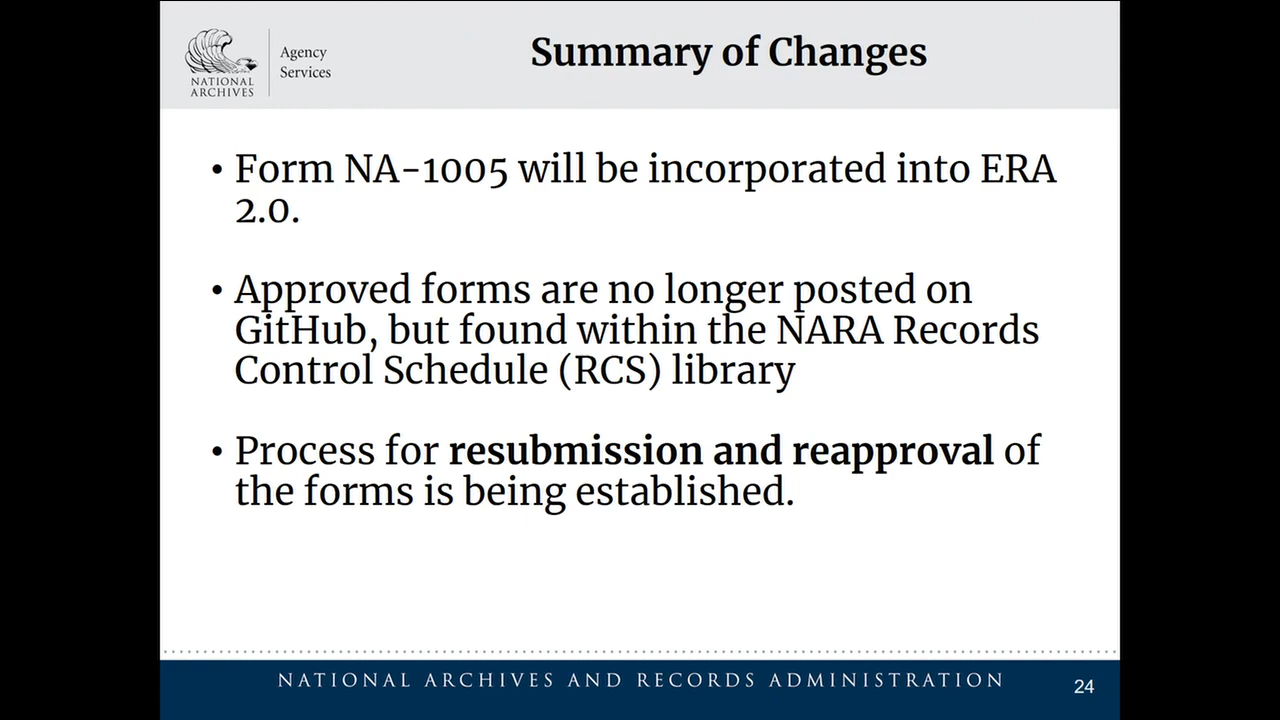 NATIONAL
ARCHIVES
Agency
Services
Summary of Changes
• Form NA-1005 will be incorporated into ERA
2.0.
• Approved forms are no longer posted on
GitHub, but found within the NARA Records
Control Schedule (RCS) library
• Process for resubmission and reapproval of
the forms is being established.
NATIONAL ARCHIVES AND RECORDS ADMINISTRATION
24